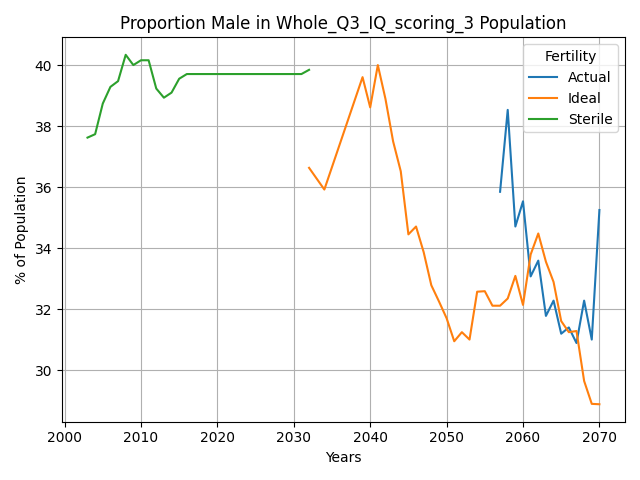 Proportion Male in Whole_Q3_IQ_scoring_3 Population
% of Population
40
38
36
34
32
30
Fertility
Actual
Ideal
Sterile
2000 2010 2020 2030 2040 2050 2060 2070
Years